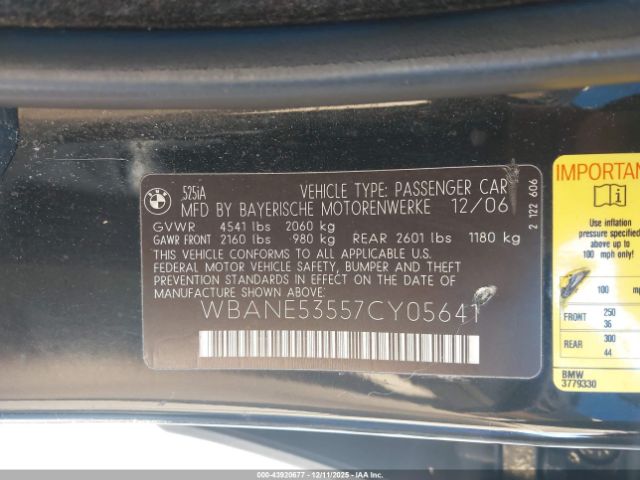 BMW
525iA
VEHICLE TYPE: PASSENGER CAR
MFD BY BAYERISCHE MOTORENWERKE 12/06
GVWR 4541 lbs 2060 kg
GAWR FRONT 2160 lbs 980 kg REAR 2601 lbs 1180 kg
THIS VEHICLE CONFORMS TO ALL APPLICABLE U.S.
FEDERAL MOTOR VEHICLE SAFETY, BUMPER AND THEFT
PREVENTION STANDARDS IN EFFECT ON THE DATE OF
MANUFACTURE SHOWN ABOVE.
WBANE53557CY05641
2 122 606
IMPORTAN
Use inflation
pressure specified
above up to
100 mph only!
100 mp
FRONT 250
36
REAR 300
44
BMW
3779330
00-43920677 - 12/11/2025 - IAA Inc.